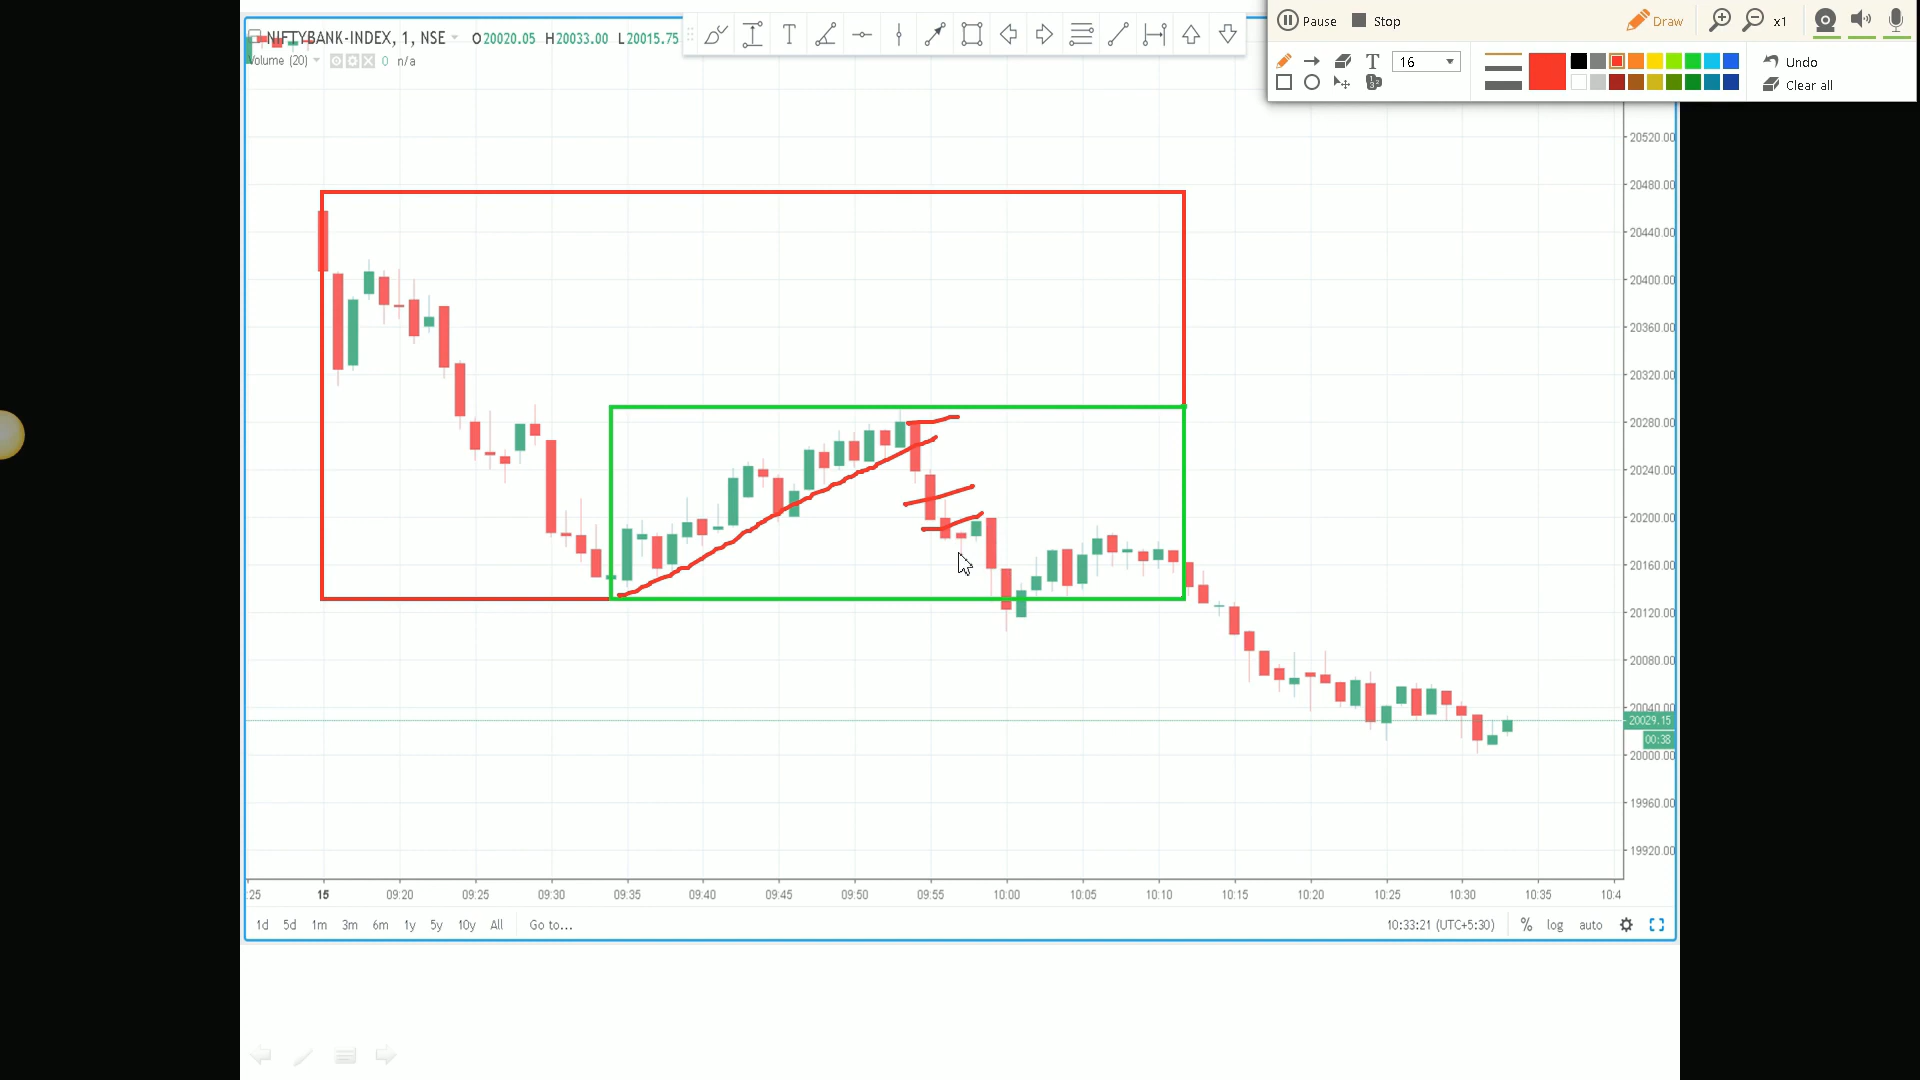 Pause Stop Draw x1
T 16 Undo
Clear all
NIFTYBANK-INDEX, 1, NSE O20020.05 H20033.00 L20015.75
Volume (20) 0 n/a
20520.00
20480.00
20440.00
20400.00
20360.00
20320.00
20280.00
20240.00
20200.00
20160.00
20120.00
20080.00
20040.00
20029.15
00:38
20000.00
19960.00
19920.00
:25 15 09:20 09:25 09:30 09:35 09:40 09:45 09:50 09:55 10:00 10:05 10:10 10:15 10:20 10:25 10:30 10:35 10:4
1d 5d 1m 3m 6m 1y 5y 10y All Go to... 10:33:21 (UTC+5:30) % log auto